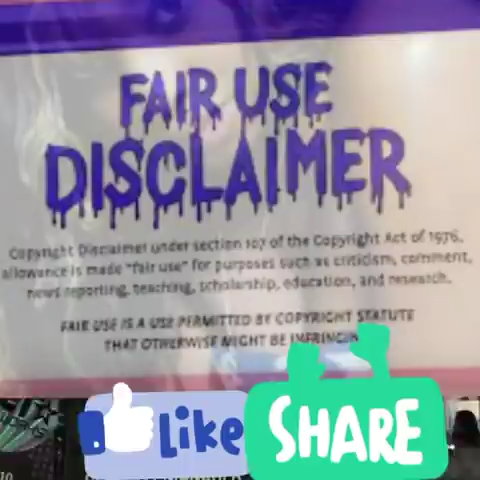 FAIR USE
DISCLAIMER
Copyright Disclaimer under section 107 of the Copyright Act of 1976,
allowance is made "fair use" for purposes such as criticism, comment,
news reporting, teaching, scholarship, education, and research.
FAIR USE IS A USE PERMITTED BY COPYRIGHT STATUTE
THAT OTHERWISE MIGHT BE
Like
SHARE